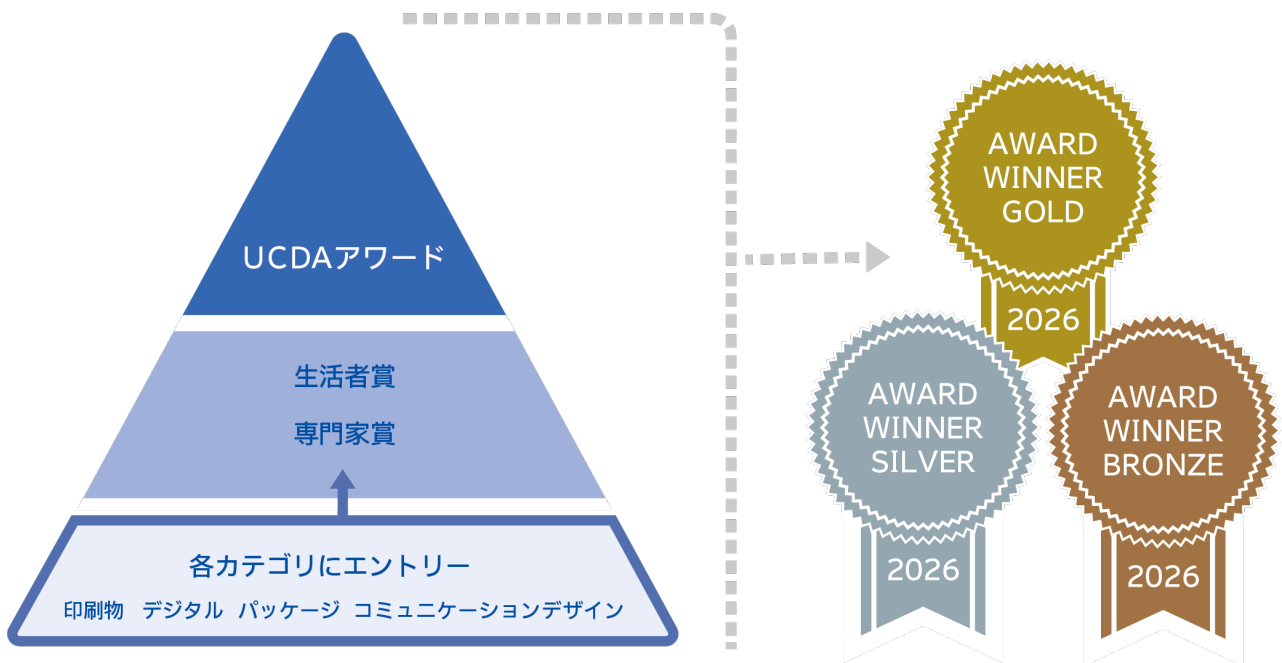 UCDAアワード
生活者賞
専門家賞
各カテゴリにエントリー
印刷物 デジタル パッケージ コミュニケーションデザイン
AWARD
WINNER
GOLD
2026
AWARD
WINNER
SILVER
2026
AWARD
WINNER
BRONZE
2026